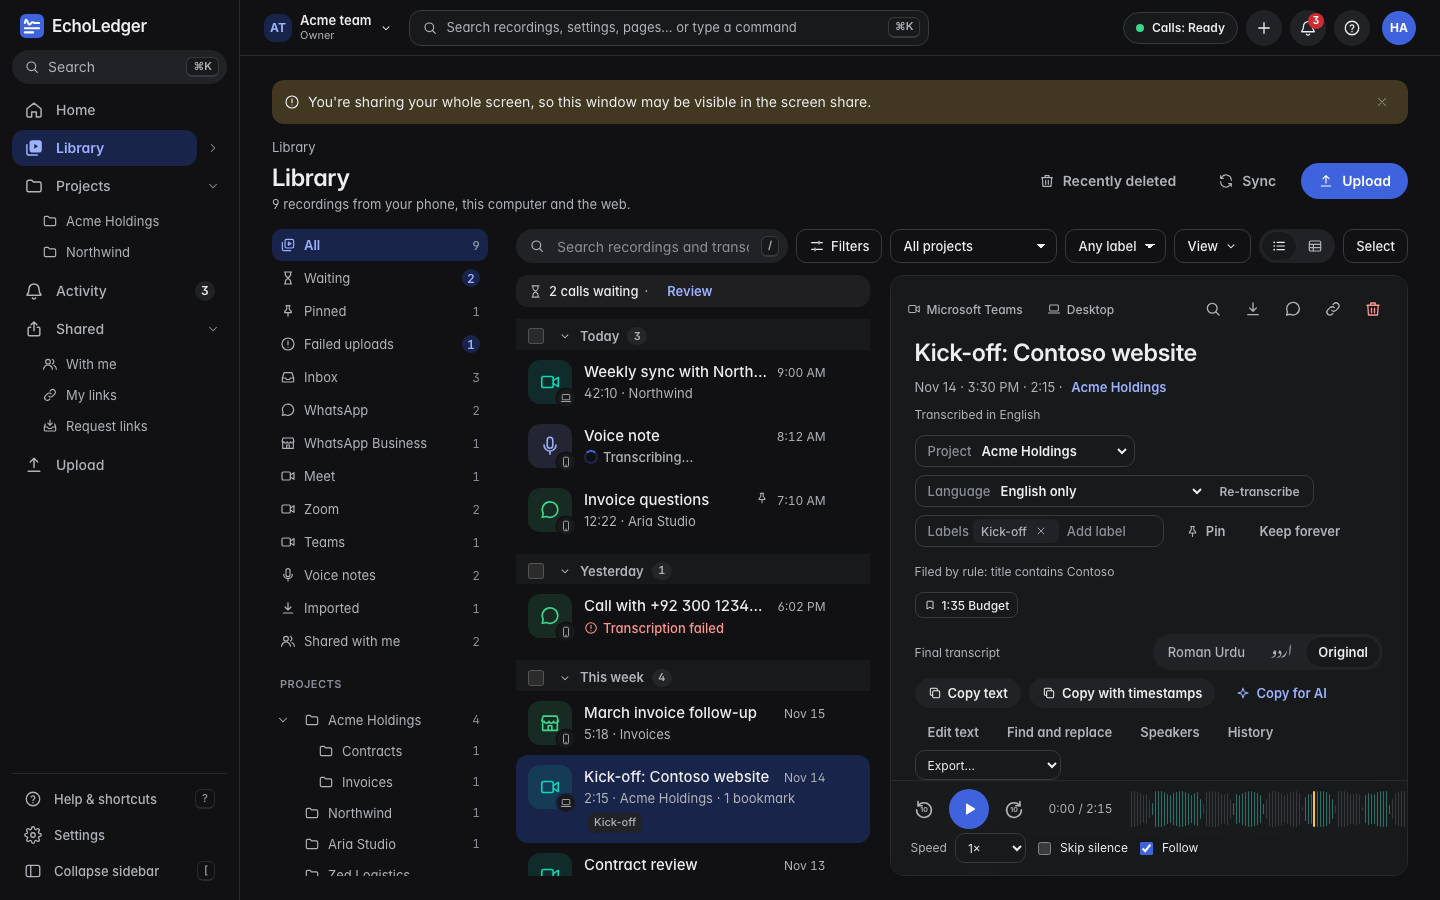 EchoLedger
Search ⌘K
Home
Library
Projects
Acme Holdings
Northwind
Activity 3
Shared
With me
My links
Request links
Upload
Help & shortcuts ?
Settings
Collapse sidebar [
AT Acme team
Owner
Search recordings, settings, pages... or type a command ⌘K
Calls: Ready
3
HA
You're sharing your whole screen, so this window may be visible in the screen share.
Library
Library
9 recordings from your phone, this computer and the web.
Recently deleted
Sync
Upload
All 9
Waiting 2
Pinned 1
Failed uploads 1
Inbox 3
WhatsApp 2
WhatsApp Business 1
Meet 1
Zoom 2
Teams 1
Voice notes 2
Imported 1
Shared with me 2
PROJECTS
Acme Holdings 4
Contracts 1
Invoices 1
Northwind 1
Aria Studio 1
Zed Logistics
Search recordings and transc /
Filters
All projects
Any label
View
Select
2 calls waiting · Review
Today 3
Weekly sync with North... 9:00 AM
42:10 · Northwind
Voice note 8:12 AM
Transcribing...
Invoice questions 7:10 AM
12:22 · Aria Studio
Yesterday 1
Call with +92 300 1234... 6:02 PM
Transcription failed
This week 4
March invoice follow-up Nov 15
5:18 · Invoices
Kick-off: Contoso website Nov 14
2:15 · Acme Holdings · 1 bookmark
Kick-off
Contract review Nov 13
Microsoft Teams Desktop
Kick-off: Contoso website
Nov 14 · 3:30 PM · 2:15 · Acme Holdings
Transcribed in English
Project Acme Holdings
Language English only Re-transcribe
Labels Kick-off × Add label Pin Keep forever
Filed by rule: title contains Contoso
1:35 Budget
Final transcript Roman Urdu اردو Original
Copy text Copy with timestamps Copy for AI
Edit text Find and replace Speakers History
Export...
10 10 0:00 / 2:15
Speed 1× Skip silence Follow